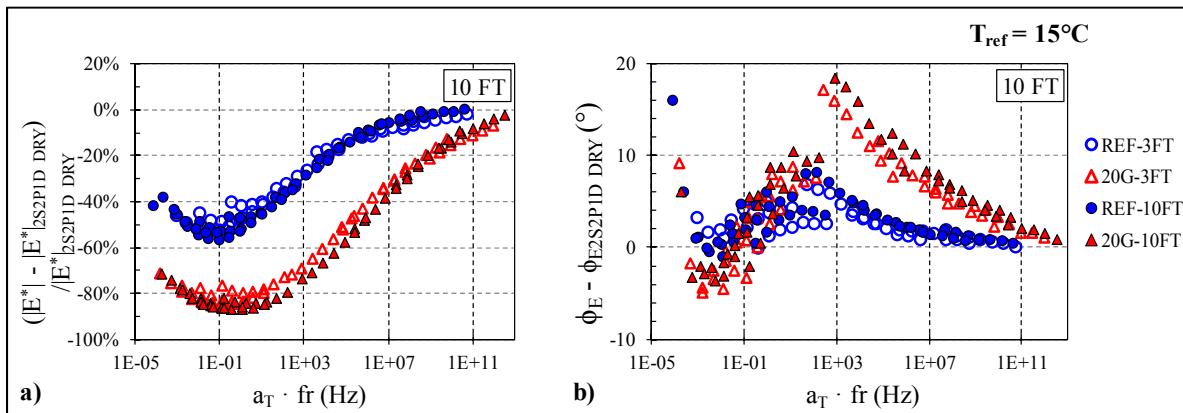 T_ref = 15°C
(|E*| - |E*|_2S2P1D DRY)
/|E*|_2S2P1D DRY
20%
0%
-20%
-40%
-60%
-80%
-100%
10 FT
1E-05
1E-01
1E+03
1E+07
1E+11
a)
a_T · fr (Hz)
ϕ_E - ϕ_E2S2P1D DRY (°)
20
10
0
-10
10 FT
1E-05
1E-01
1E+03
1E+07
1E+11
b)
a_T · fr (Hz)
REF-3FT
20G-3FT
REF-10FT
20G-10FT